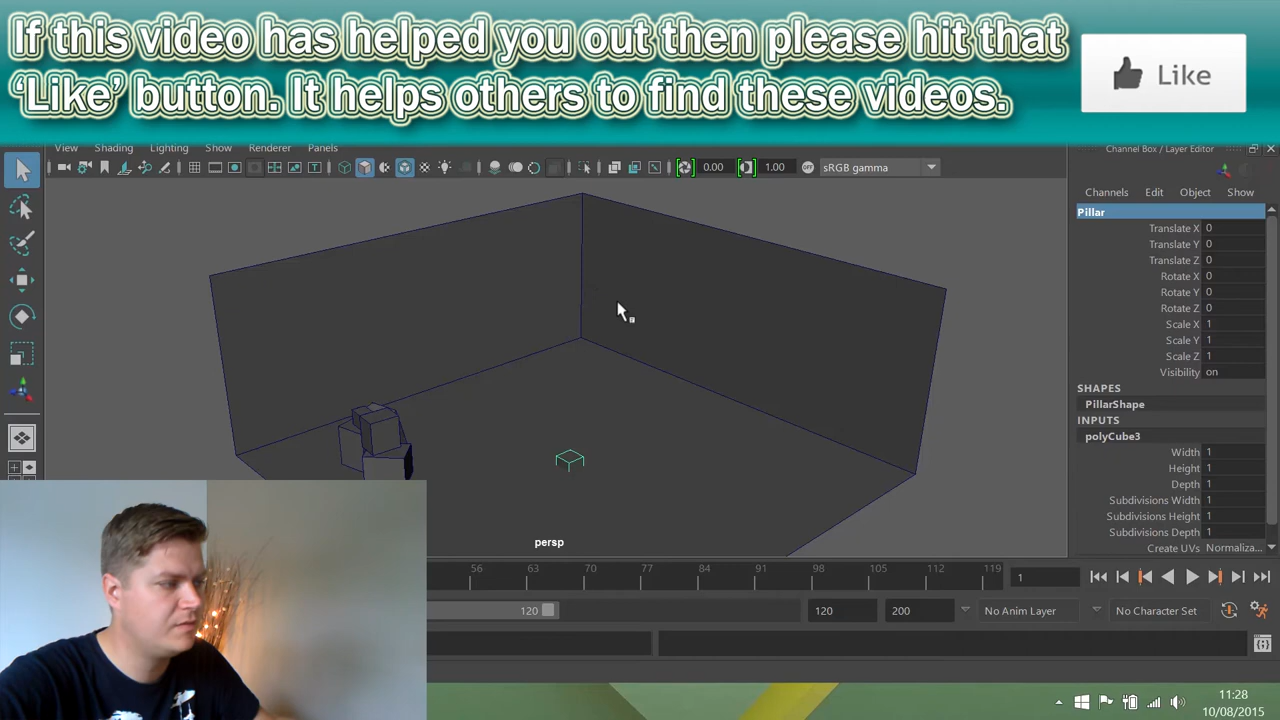 If this video has helped you out then please hit that
'Like' button. It helps others to find these videos.
Like
View Shading Lighting Show Renderer Panels
0.00 1.00 sRGB gamma
persp
Channel Box / Layer Editor
Channels Edit Object Show
Pillar
Translate X 0
Translate Y 0
Translate Z 0
Rotate X 0
Rotate Y 0
Rotate Z 0
Scale X 1
Scale Y 1
Scale Z 1
Visibility on
SHAPES
PillarShape
INPUTS
polyCube3
Width 1
Height 1
Depth 1
Subdivisions Width 1
Subdivisions Height 1
Subdivisions Depth 1
Create UVs Normaliza...
56 63 70 77 84 91 98 105 112 119 1
120 120 200 No Anim Layer No Character Set
11:28
10/08/2015